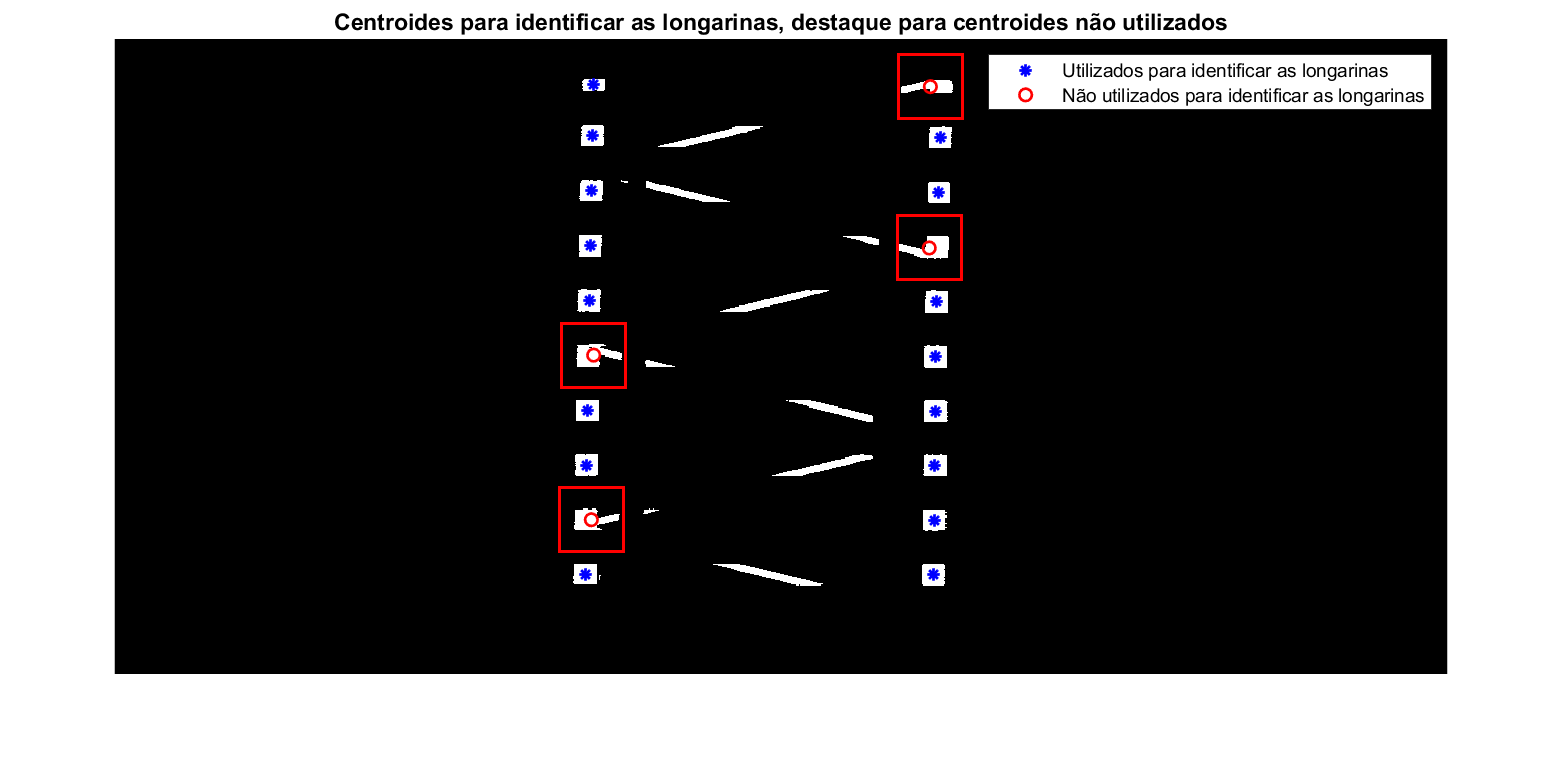 Centroides para identificar as longarinas, destaque para centroides não utilizados
Utilizados para identificar as longarinas
Não utilizados para identificar as longarinas